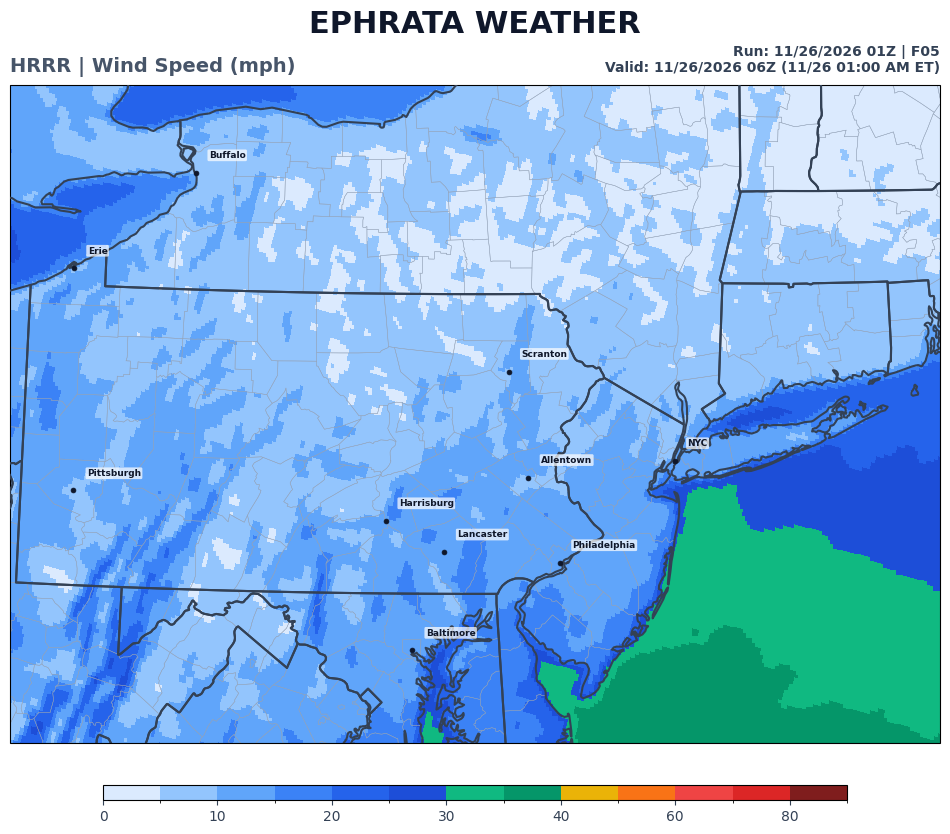 EPHRATA WEATHER
HRRR | Wind Speed (mph)
Run: 11/26/2026 01Z | F05
Valid: 11/26/2026 06Z (11/26 01:00 AM ET)
Buffalo
Erie
Scranton
NYC
Allentown
Pittsburgh
Harrisburg
Lancaster
Philadelphia
Baltimore
0 10 20 30 40 60 80